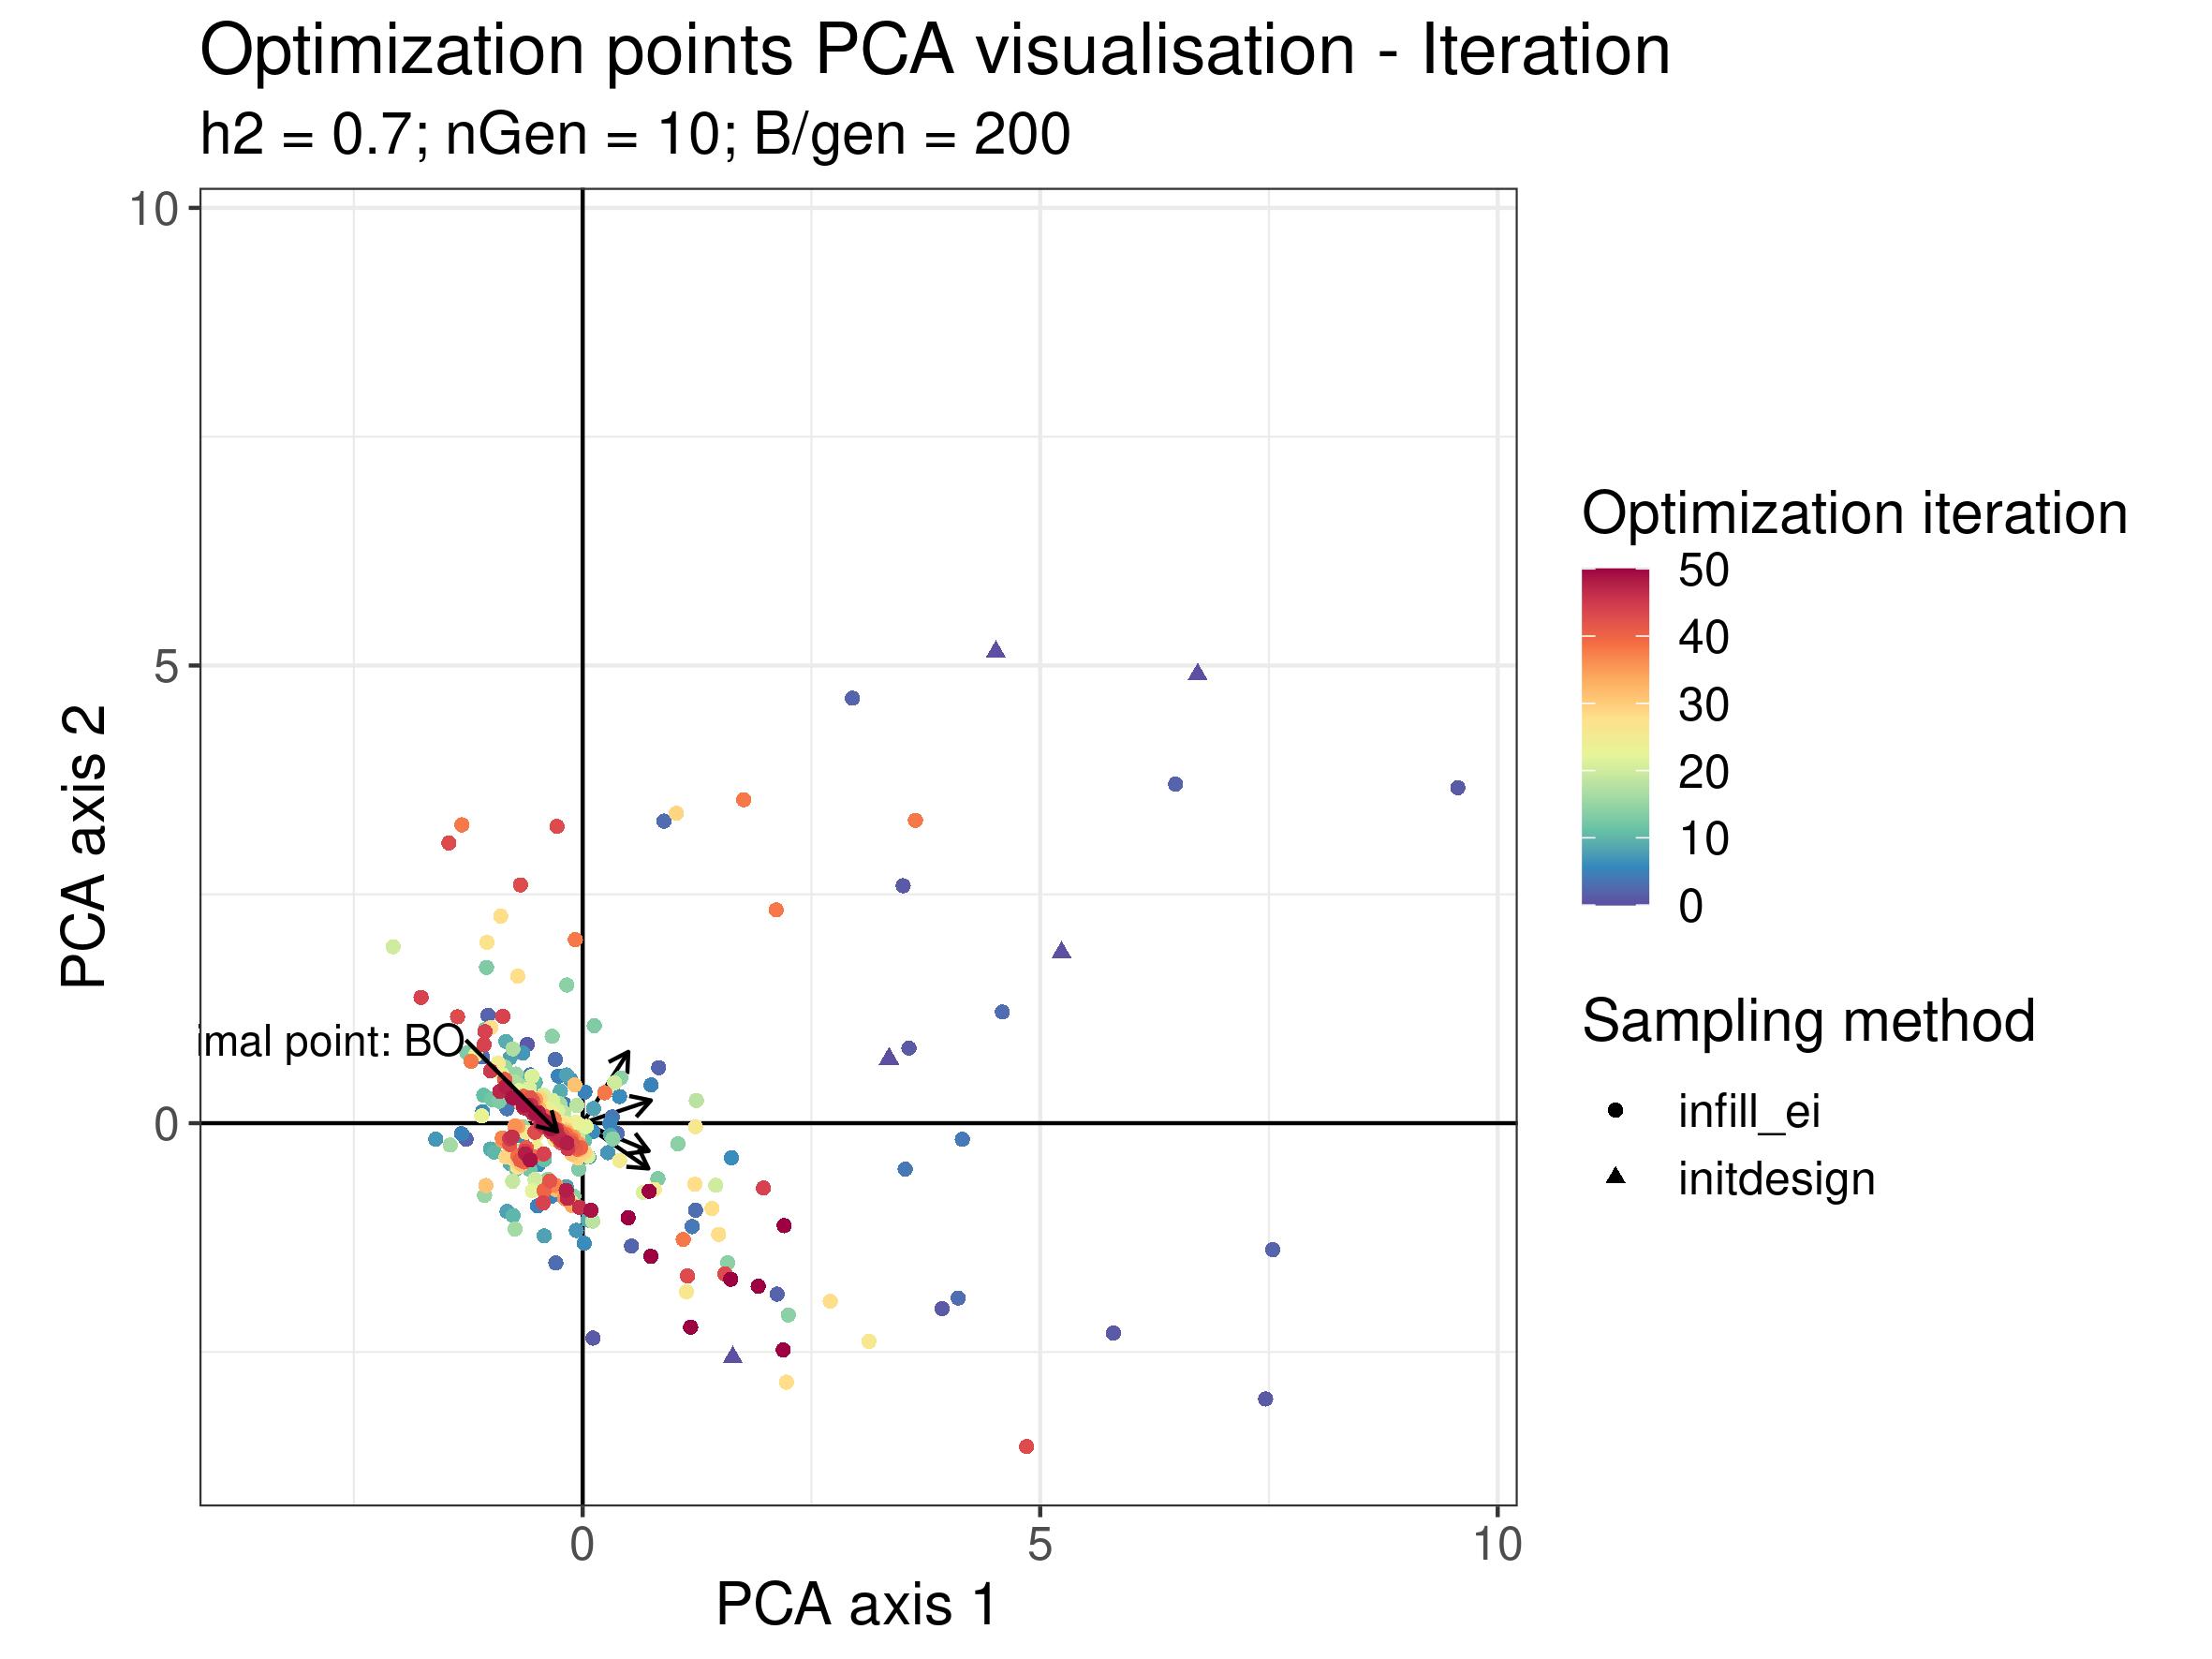 Optimization points PCA visualisation - Iteration
h2 = 0.7; nGen = 10; B/gen = 200
10
5
0
PCA axis 2
imal point: BO
0
5
10
PCA axis 1
Optimization iteration
50
40
30
20
10
0
Sampling method
infill_ei
initdesign